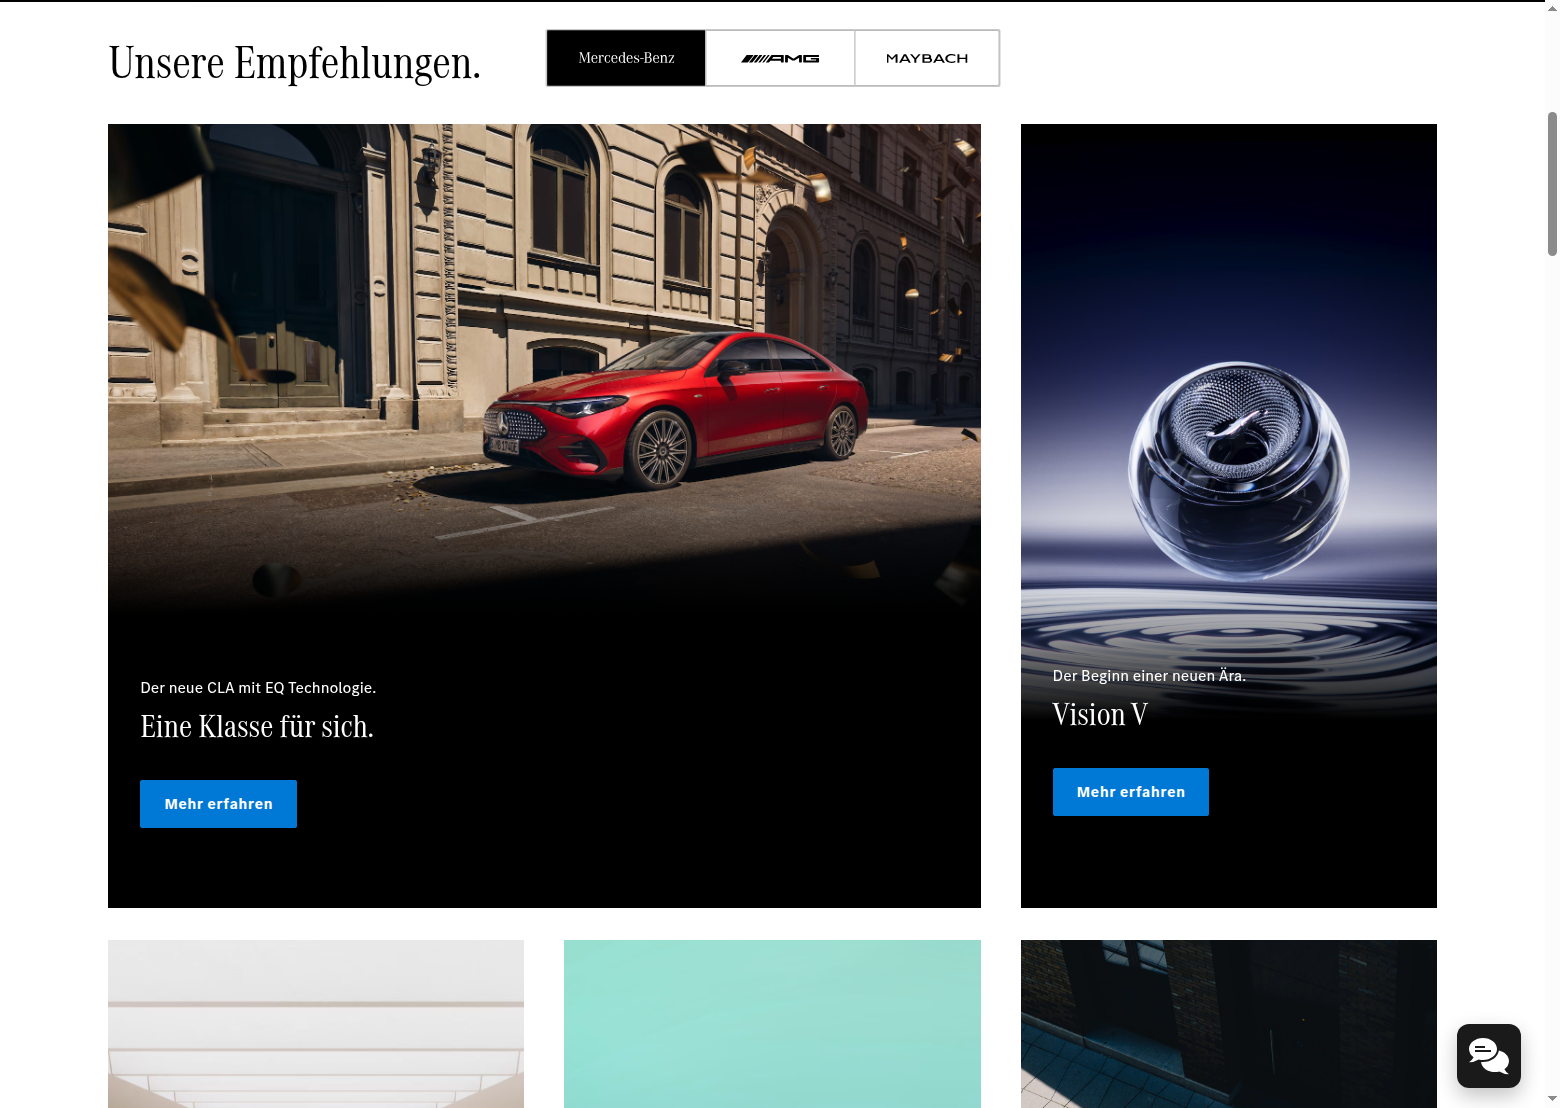 Unsere Empfehlungen.
Mercedes-Benz
AMG
MAYBACH
Der neue CLA mit EQ Technologie.
Eine Klasse für sich.
Mehr erfahren
Der Beginn einer neuen Ära.
Vision V
Mehr erfahren